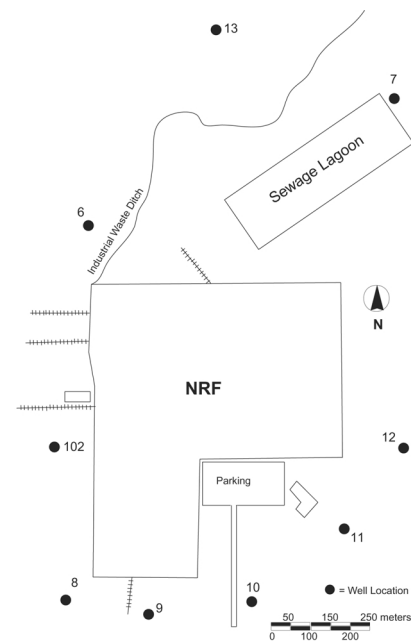 13
7
Sewage Lagoon
6
Industrial Waste Ditch
N
NRF
102
12
Parking
11
8
9
10
= Well Location
50 150 250 meters
0 100 200